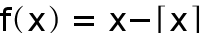 f(x) = x−⌈x⌉